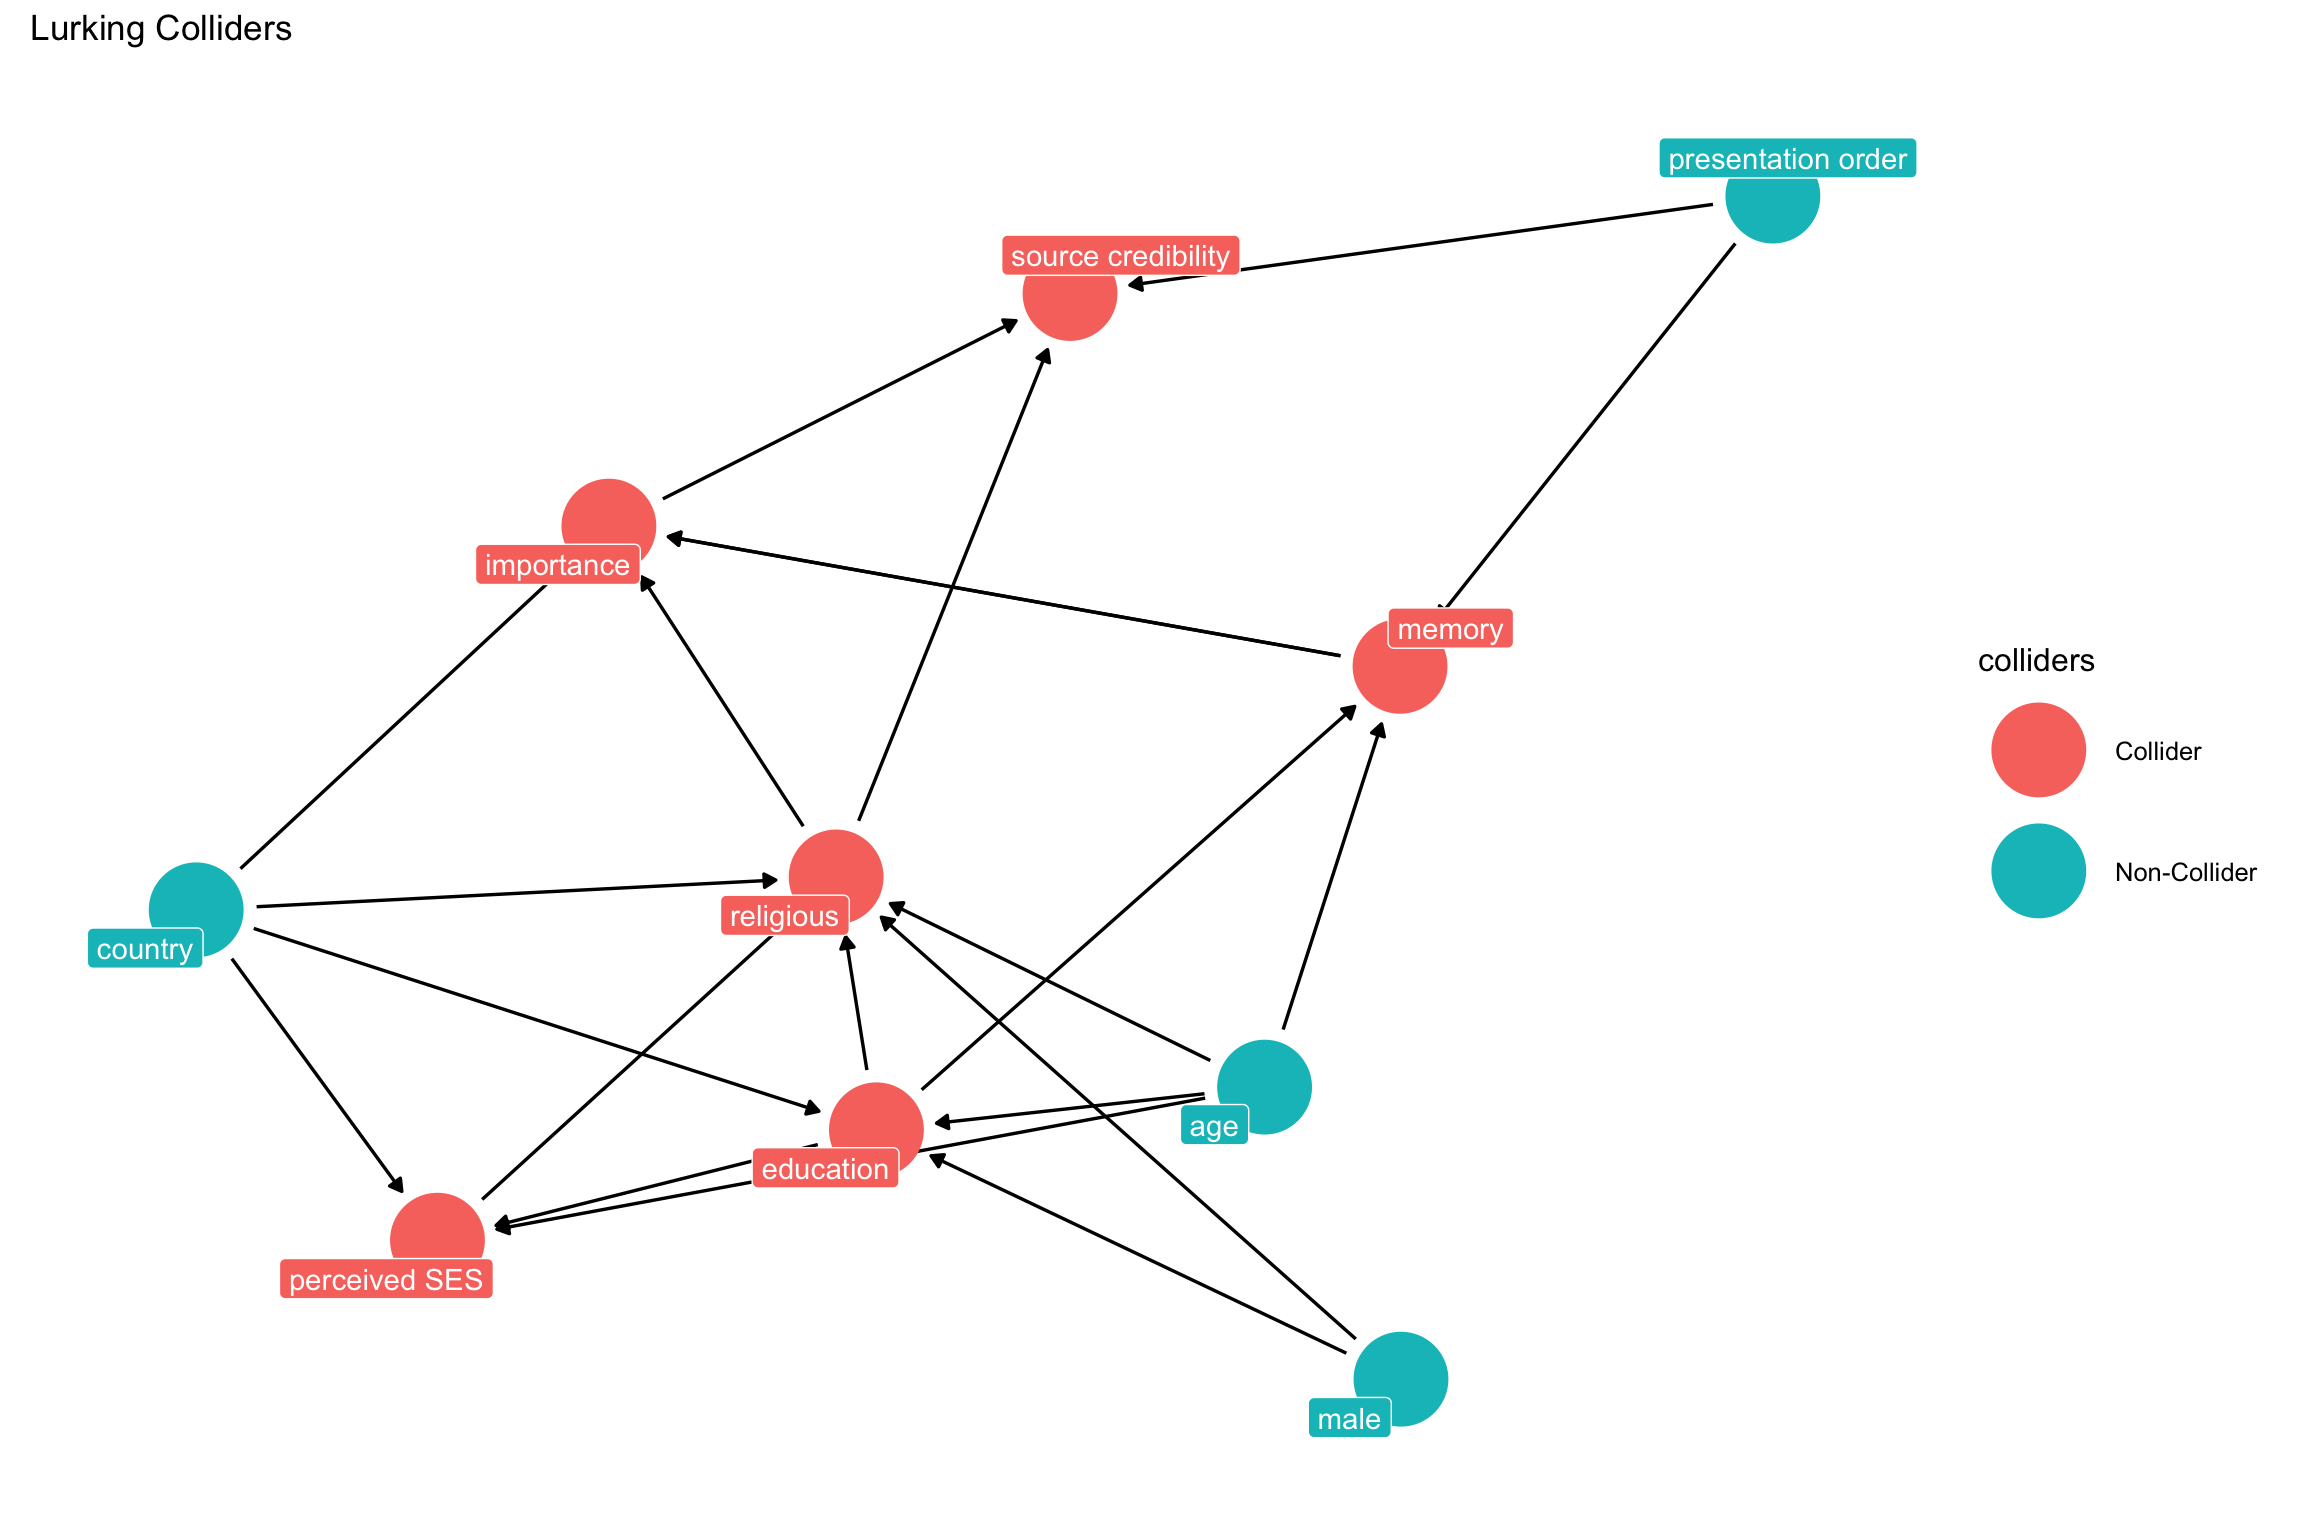 Lurking Colliders
presentation order
source credibility
importance
memory
colliders
Collider
Non-Collider
religious
country
age
education
perceived SES
male